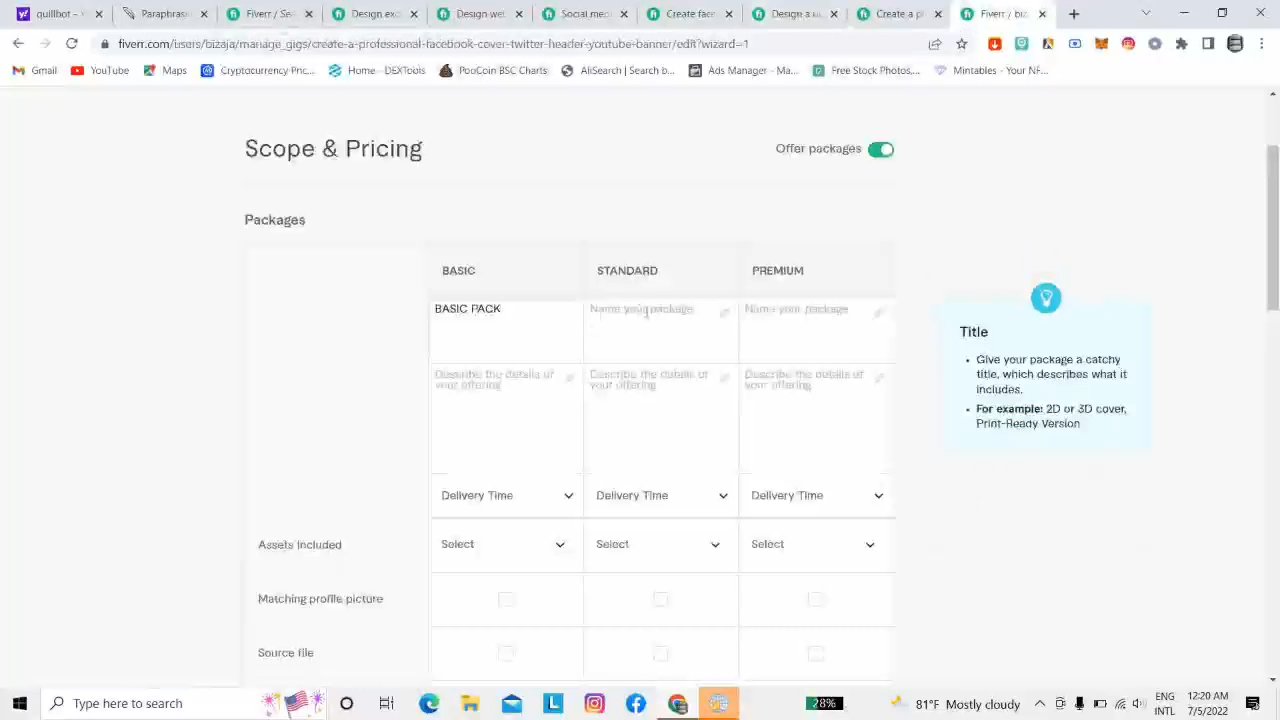 quillbot -
Paraphra
Fiverr /
Design ex
Design we
Social me
Create fac
Design a
Create a p
Fiverr / biz
fiverr.com/users/bizaja/manage_gigs/create-a-professional-facebook-cover-twitter-header-youtube-banner/edit?wizard=1
Gmail
YouTube
Maps
Cryptocurrency Pric...
Home - DEXTools
PooCoin BSC Charts
AliSearch | Search b...
Ads Manager - Ma...
Free Stock Photos,...
Mintables - Your NF...
Scope & Pricing
Offer packages
Packages
BASIC STANDARD PREMIUM
BASIC PACK
Name your package
Name your package
Describe the details of
your offering
Describe the details of
your offering
Describe the details of
your offering
Delivery Time
Delivery Time
Delivery Time
Assets included
Select
Select
Select
Matching profile picture
Source file
Title
Give your package a catchy
title, which describes what it
includes.
For example: 2D or 3D cover,
Print-Ready Version
Type here to search
28%
81°F Mostly cloudy
ENG
INTL
12:20 AM
7/5/2022